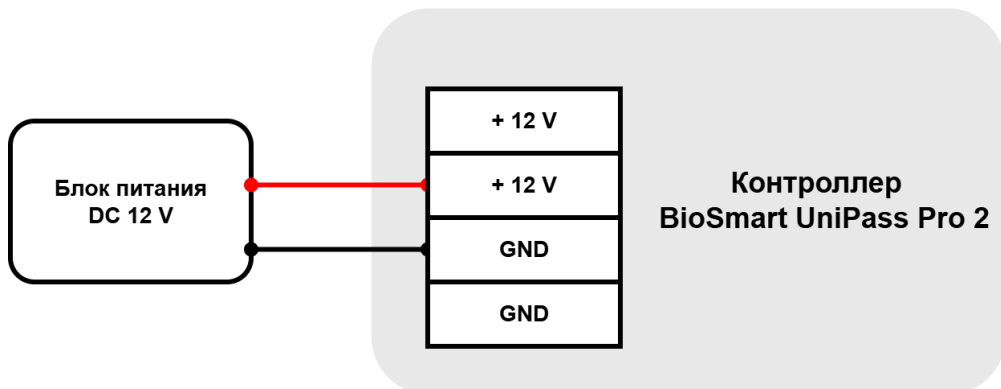 Блок питания
DC 12 V
+ 12 V
+ 12 V
GND
GND
Контроллер
BioSmart UniPass Pro 2